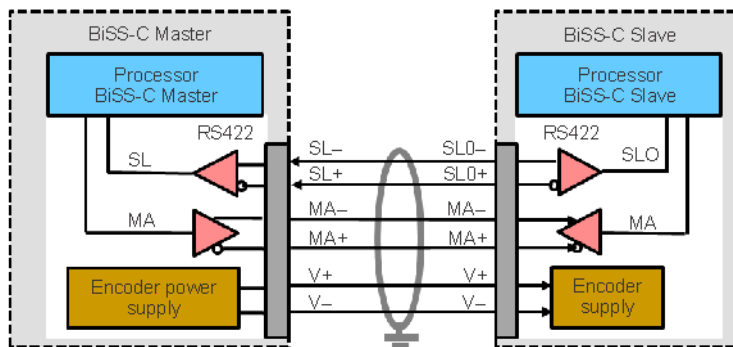 BiSS-C Master
BiSS-C Slave
Processor
BiSS-C Master
Processor
BiSS-C Slave
RS422
RS422
SL
SL–
SL0–
SLO
SL+
SL0+
MA
MA–
MA–
MA
MA+
MA+
Encoder power
supply
V+
V+
Encoder
supply
V–
V–